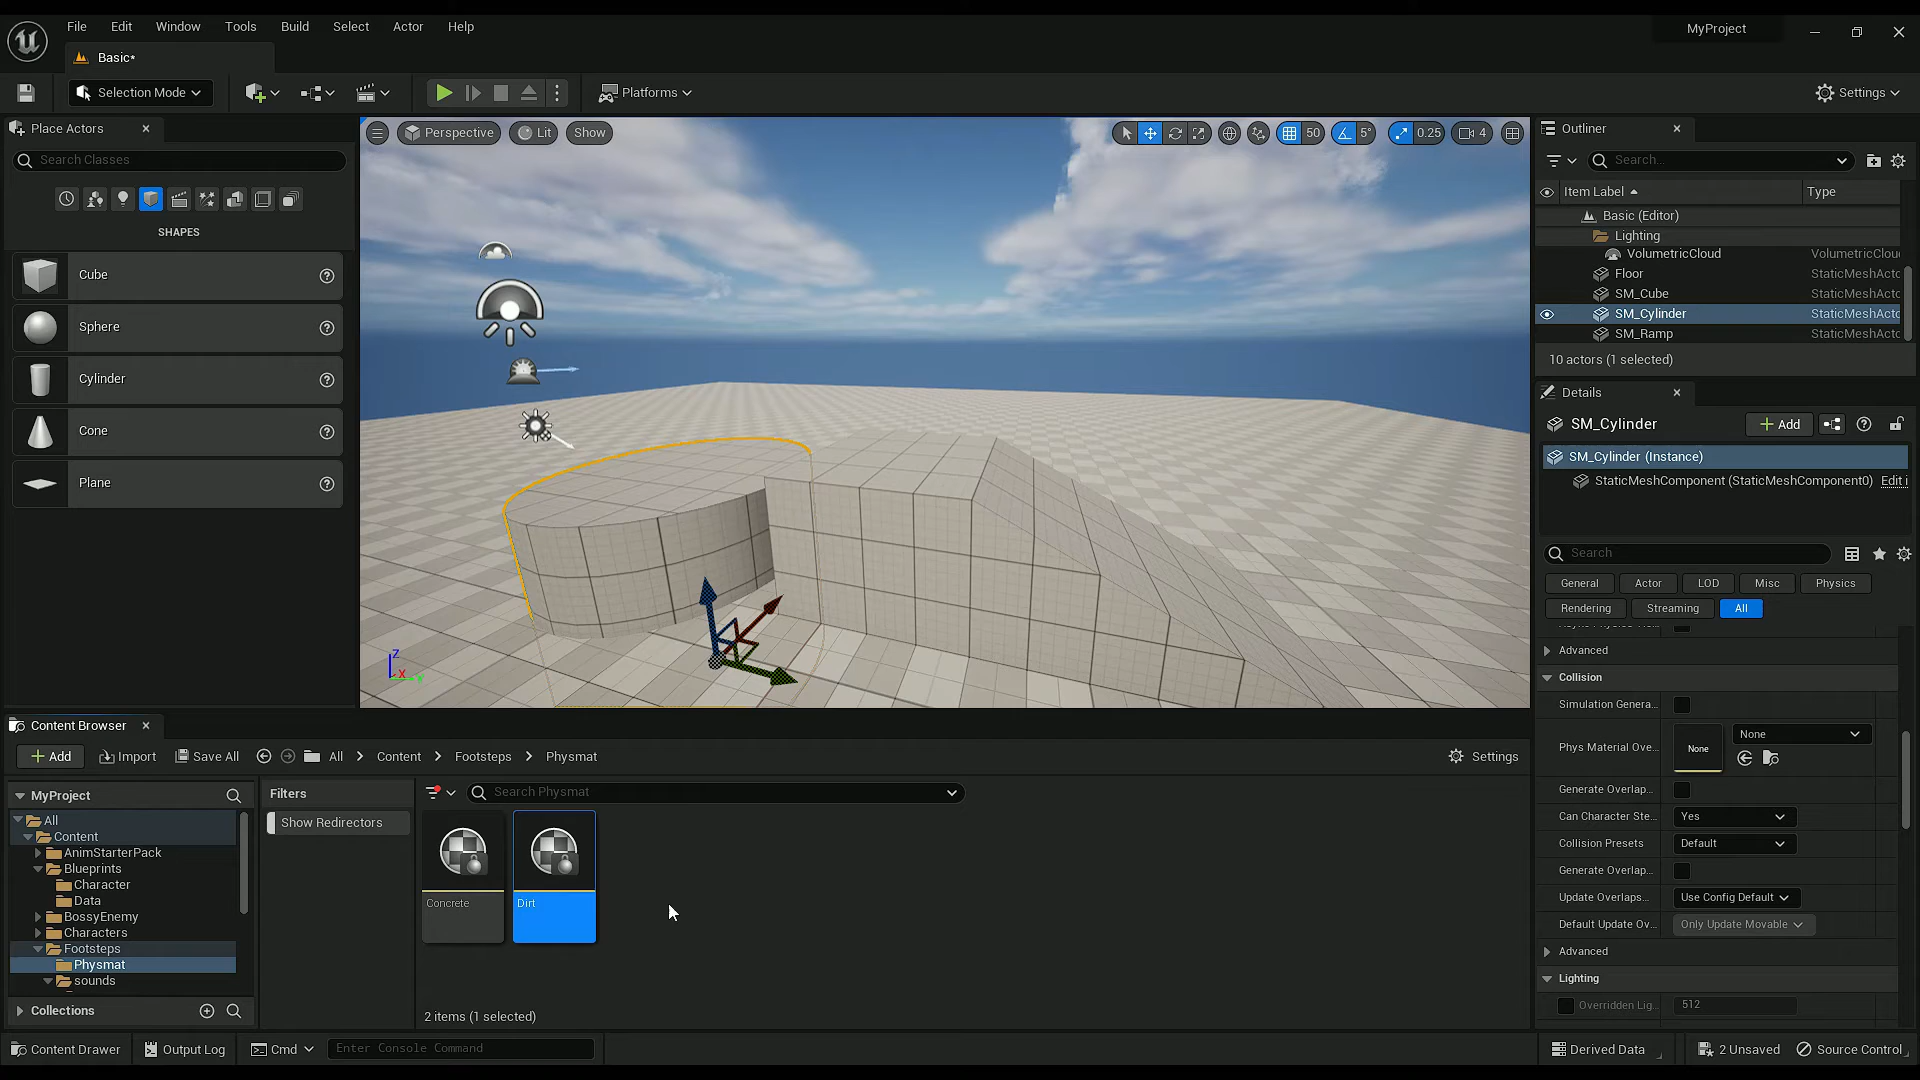 File Edit Window Tools Build Select Actor Help
MyProject
Basic*
Selection Mode
Platforms
Settings
Place Actors
Search Classes
SHAPES
Cube
Sphere
Cylinder
Cone
Plane
Perspective Lit Show
50 5° 0.25 4
Outliner
Search...
Item Label Type
Basic (Editor)
Lighting
VolumetricCloud VolumetricClou
Floor StaticMeshActo
SM_Cube StaticMeshActo
SM_Cylinder StaticMeshActo
SM_Ramp StaticMeshActo
10 actors (1 selected)
Details
SM_Cylinder
Add
SM_Cylinder (Instance)
StaticMeshComponent (StaticMeshComponent0) Edit i
Search
General Actor LOD Misc Physics
Rendering Streaming All
Advanced
Collision
Simulation Genera...
Phys Material Ove... None None
Generate Overlap...
Can Character Ste... Yes
Collision Presets Default
Generate Overlap...
Update Overlaps... Use Config Default
Default Update Ov... Only Update Movable
Advanced
Lighting
Overridden Lig... 512
Z
X
Y
Content Browser
Add Import Save All All Content Footsteps Physmat Settings
MyProject
All
Content
AnimStarterPack
Blueprints
Character
Data
BossyEnemy
Characters
Footsteps
Physmat
sounds
Collections
Filters
Show Redirectors
Search Physmat
Concrete
Dirt
2 items (1 selected)
Content Drawer Output Log Cmd Enter Console Command Derived Data 2 Unsaved Source Control